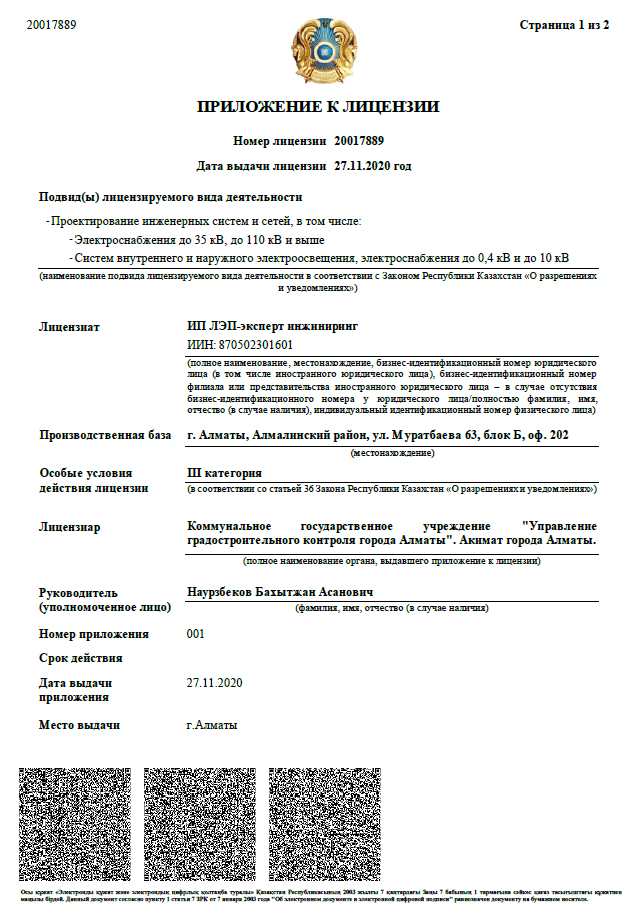 20017889
Страница 1 из 2
ПРИЛОЖЕНИЕ К ЛИЦЕНЗИИ
Номер лицензии 20017889
Дата выдачи лицензии 27.11.2020 год
Подвид(ы) лицензируемого вида деятельности
- Проектирование инженерных систем и сетей, в том числе:
- Электроснабжения до 35 кВ, до 110 кВ и выше
- Систем внутреннего и наружного электроосвещения, электроснабжения до 0,4 кВ и до 10 кВ
(наименование подвида лицензируемого вида деятельности в соответствии с Законом Республики Казахстан «О разрешениях
и уведомлениях»)
Лицензиат
ИП ЛЭП-эксперт инжиниринг
ИИН: 870502301601
(полное наименование, местонахождение, бизнес-идентификационный номер юридического
лица (в том числе иностранного юридического лица), бизнес-идентификационный номер
филиала или представительства иностранного юридического лица – в случае отсутствия
бизнес-идентификационного номера у юридического лица/полностью фамилия, имя,
отчество (в случае наличия), индивидуальный идентификационный номер физического лица)
Производственная база г. Алматы, Алмалинский район, ул. Муратбаева 63, блок Б, оф. 202
(местонахождение)
Особые условия
действия лицензии
Ш категория
(в соответствии со статьей 36 Закона Республики Казахстан «О разрешениях и уведомлениях»)
Лицензиар
Коммунальное государственное учреждение "Управление
градостроительного контроля города Алматы". Акимат города Алматы.
(полное наименование органа, выдавшего приложение к лицензии)
Руководитель
(уполномоченное лицо)
Наурзбеков Бахытжан Асанович
(фамилия, имя, отчество (в случае наличия)
Номер приложения 001
Срок действия
Дата выдачи
приложения
27.11.2020
Место выдачи г.Алматы
Осы құжат «Электронды құжат және электрондық цифрлық қолтаңба туралы» Қазақстан Республикасының 2003 жылғы 7 қаңтардағы Заңы 7 бабының 1 тармағына сәйкес қағаз тасығыштағы құжатпен
маңызы бірдей. Данный документ согласно пункту 1 статьи 7 ЗРК от 7 января 2003 года "Об электронном документе и электронной цифровой подписи" равнозначен документу на бумажном носителе.